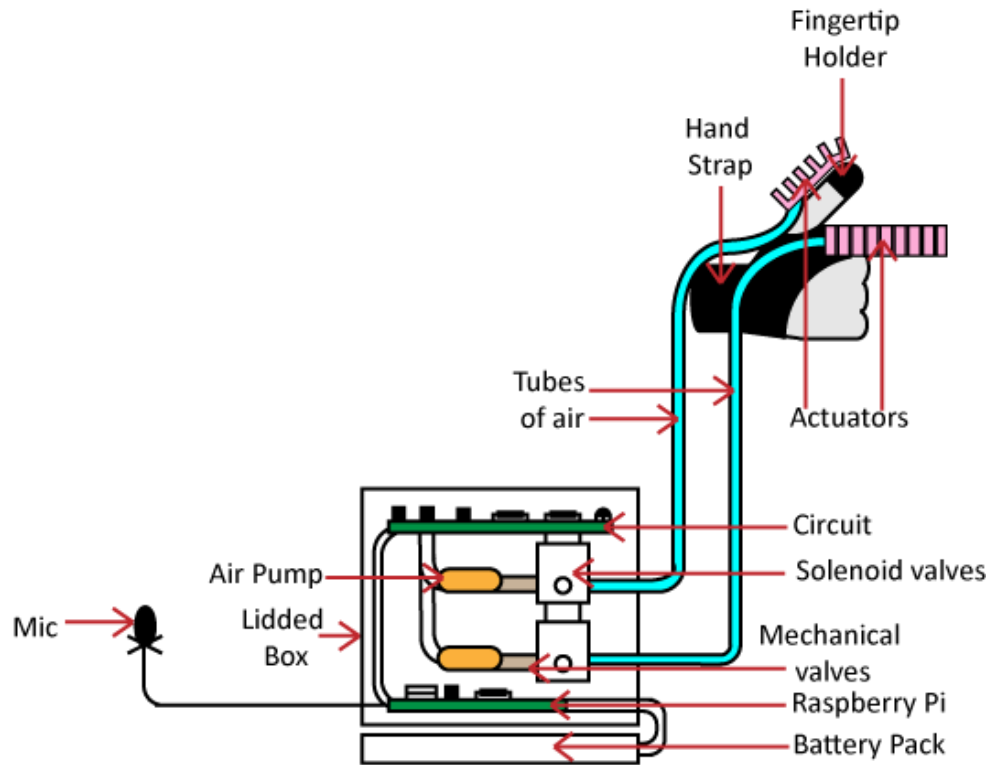 Fingertip
Holder
Hand
Strap
Tubes
of air
Actuators
Circuit
Air Pump
Solenoid valves
Lidded
Box
Mic
Mechanical
valves
Raspberry Pi
Battery Pack